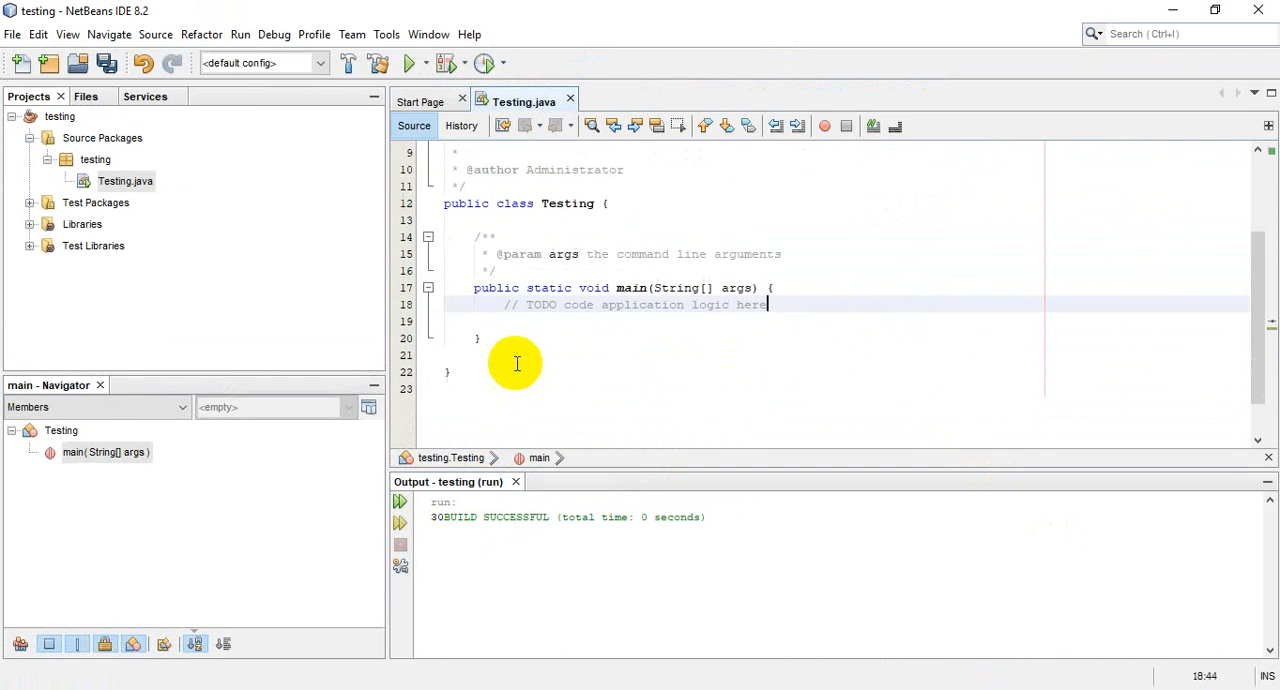 testing - NetBeans IDE 8.2
File Edit View Navigate Source Refactor Run Debug Profile Team Tools Window Help
Search (Ctrl+I)
<default config>
Projects Files Services
testing
Source Packages
testing
Testing.java
Test Packages
Libraries
Test Libraries
main - Navigator
Members
<empty>
Testing
main(String[] args)
Start Page Testing.java
Source History
9 *
10 * @author Administrator
11 */
12 public class Testing {
13
14 /**
15 * @param args the command line arguments
16 */
17 public static void main(String[] args) {
18 // TODO code application logic here
19
20 }
21
22 }
23
testing.Testing main
Output - testing (run)
run:
30BUILD SUCCESSFUL (total time: 0 seconds)
18:44 INS